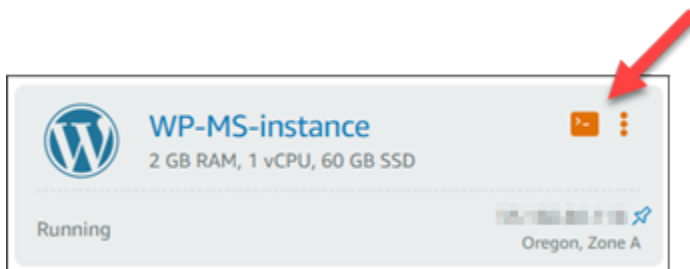 WP-MS-instance
2 GB RAM, 1 vCPU, 60 GB SSD
Running
Oregon, Zone A